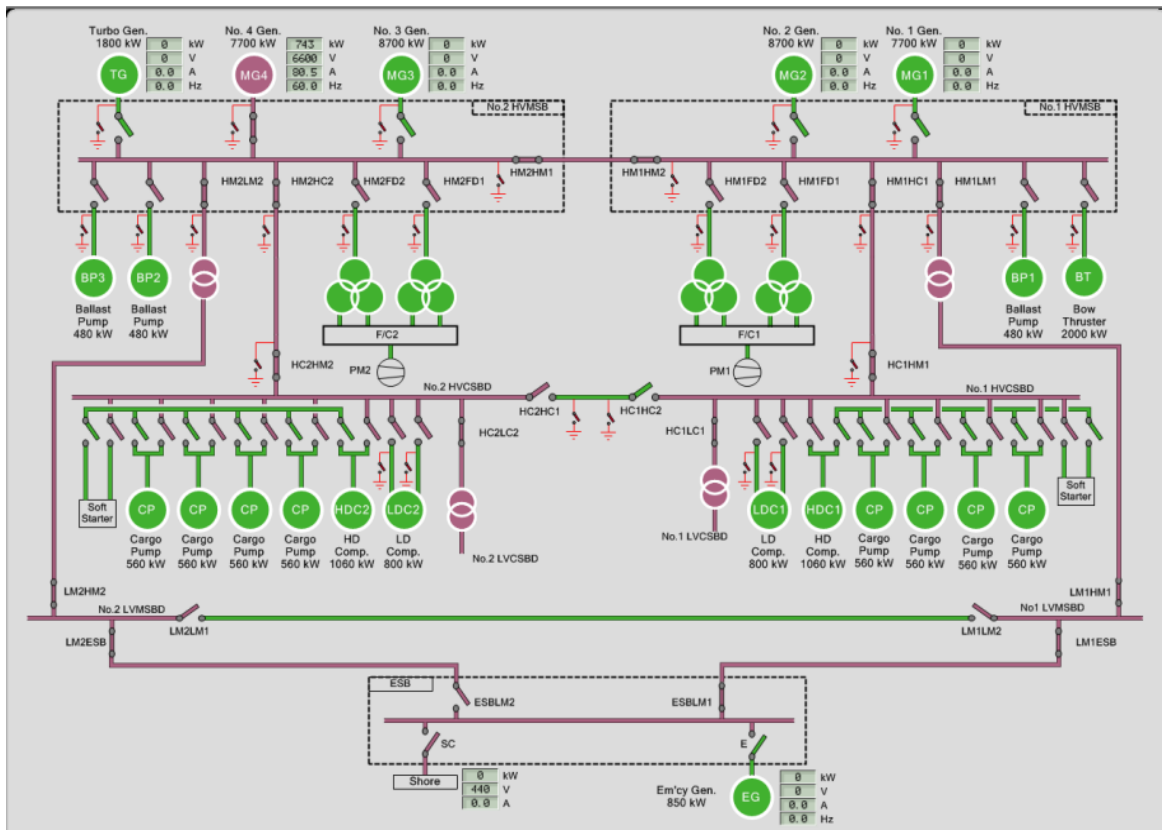 Turbo Gen.
1800 kW
0 kW
0 V
0.0 A
0.0 Hz
TG
No. 4 Gen.
7700 kW
743 kW
6600 V
80.5 A
60.0 Hz
MG4
No. 3 Gen.
8700 kW
0 kW
0 V
0.0 A
0.0 Hz
MG3
No. 2 Gen.
8700 kW
0 kW
0 V
0.0 A
0.0 Hz
MG2
No. 1 Gen.
7700 kW
0 kW
0 V
0.0 A
0.0 Hz
MG1
No.2 HVMSB
No.1 HVMSB
HM2LM2
HM2HC2
HM2FD2
HM2FD1
HM2HM1
HM1HM2
HM1FD2
HM1FD1
HM1HC1
HM1LM1
BP3
Ballast
Pump
480 kW
BP2
Ballast
Pump
480 kW
F/C2
PM2
F/C1
PM1
BP1
Ballast
Pump
480 kW
BT
Bow
Thruster
2000 kW
HC2HM2
HC1HM1
No.2 HVCSBD
HC2HC1
HC1HC2
No.1 HVCSBD
HC2LC2
HC1LC1
Soft
Starter
CP
Cargo
Pump
560 kW
CP
Cargo
Pump
560 kW
CP
Cargo
Pump
560 kW
CP
Cargo
Pump
560 kW
HDC2
HD
Comp.
1060 kW
LDC2
LD
Comp.
800 kW
No.2 LVCSBD
No.1 LVCSBD
LDC1
LD
Comp.
800 kW
HDC1
HD
Comp.
1060 kW
CP
Cargo
Pump
560 kW
CP
Cargo
Pump
560 kW
CP
Cargo
Pump
560 kW
CP
Cargo
Pump
560 kW
Soft
Starter
LM2HM2
No.2 LVMSBD
LM2LM1
LM2ESB
LM1HM1
No1 LVMSBD
LM1LM2
LM1ESB
ESB
ESBLM2
ESBLM1
SC
E
Shore
0 kW
440 V
0.0 A
Em'cy Gen.
850 kW
EG
0 kW
0 V
0.0 A
0.0 Hz